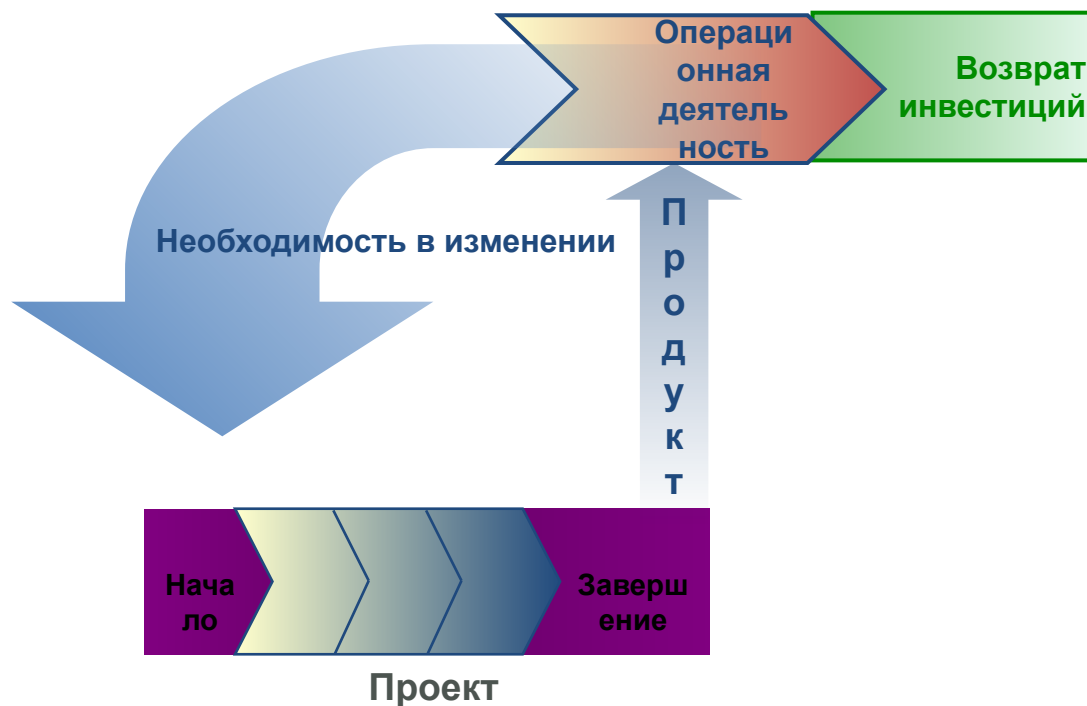 Операци
онная
деятель
ность
Возврат
инвестиций
Необходимость в изменении
П
р
о
д
у
к
т
Нача
ло
Заверш
ение
Проект